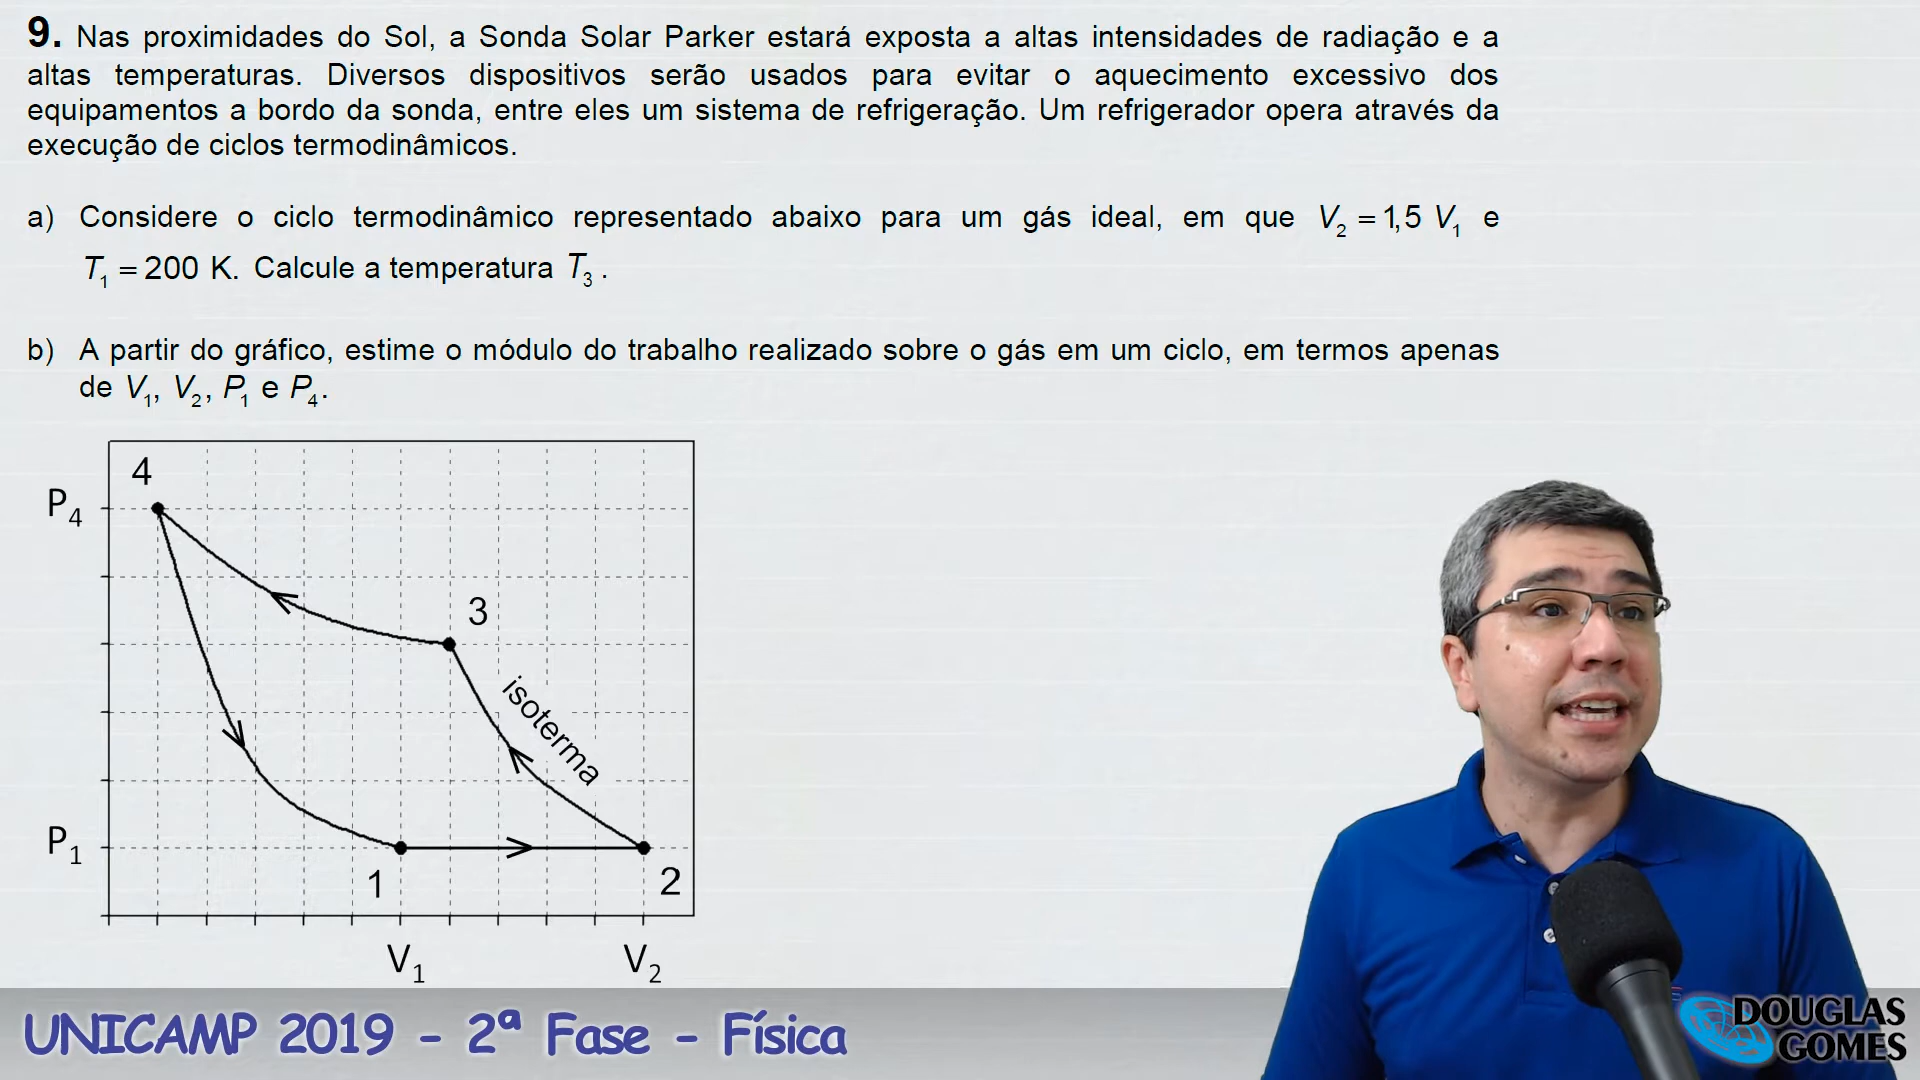 9. Nas proximidades do Sol, a Sonda Solar Parker estará exposta a altas intensidades de radiação e a
altas temperaturas. Diversos dispositivos serão usados para evitar o aquecimento excessivo dos
equipamentos a bordo da sonda, entre eles um sistema de refrigeração. Um refrigerador opera através da
execução de ciclos termodinâmicos.
a) Considere o ciclo termodinâmico representado abaixo para um gás ideal, em que V₂ = 1,5 V₁ e
T₁ = 200 K. Calcule a temperatura T₃.
b) A partir do gráfico, estime o módulo do trabalho realizado sobre o gás em um ciclo, em termos apenas
de V₁, V₂, P₁ e P₄.
4
P₄
3
isoterma
P₁
1
2
V₁
V₂
UNICAMP 2019 - 2ª Fase - Física
DOUGLAS
GOMES